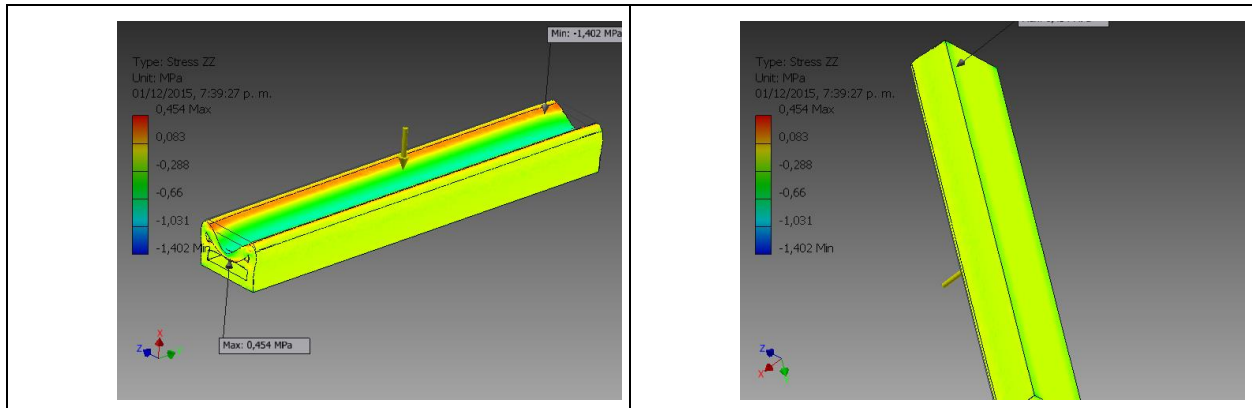 Min: -1,402 MPa
Type: Stress ZZ
Unit: MPa
01/12/2015, 7:39:27 p. m.
0,454 Max
0,083
-0,288
-0,66
-1,031
-1,402 Min
Max: 0,454 MPa
X
Z
Type: Stress ZZ
Unit: MPa
01/12/2015, 7:39:27 p. m.
0,454 Max
0,083
-0,288
-0,66
-1,031
-1,402 Min
Z
X